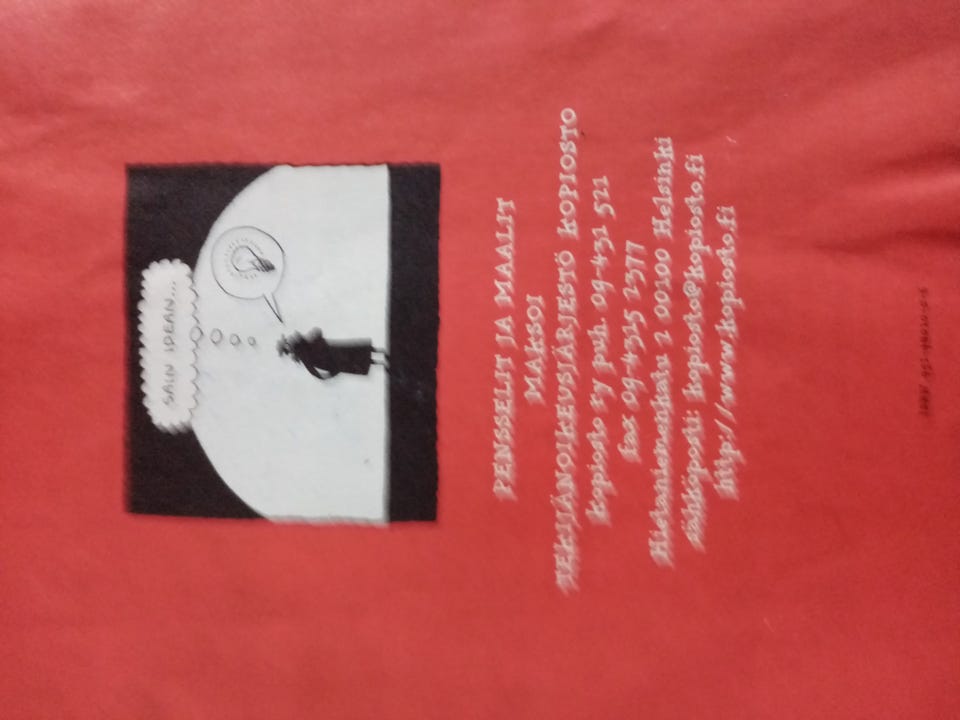 SAIN IDEAN...
PENSSELIT JA MAALIT
MAKSOI
TEKIJÄNOIKEUSJÄRJESTÖ KOPIOSTO
kopiosto ry puh. 09-431 521
fax 09-4315 2377
Hietaniemenkatu 2 00100 Helsinki
sähköposti: kopiosto@kopiosto.fi
http://www.kopiosto.fi
ISBN